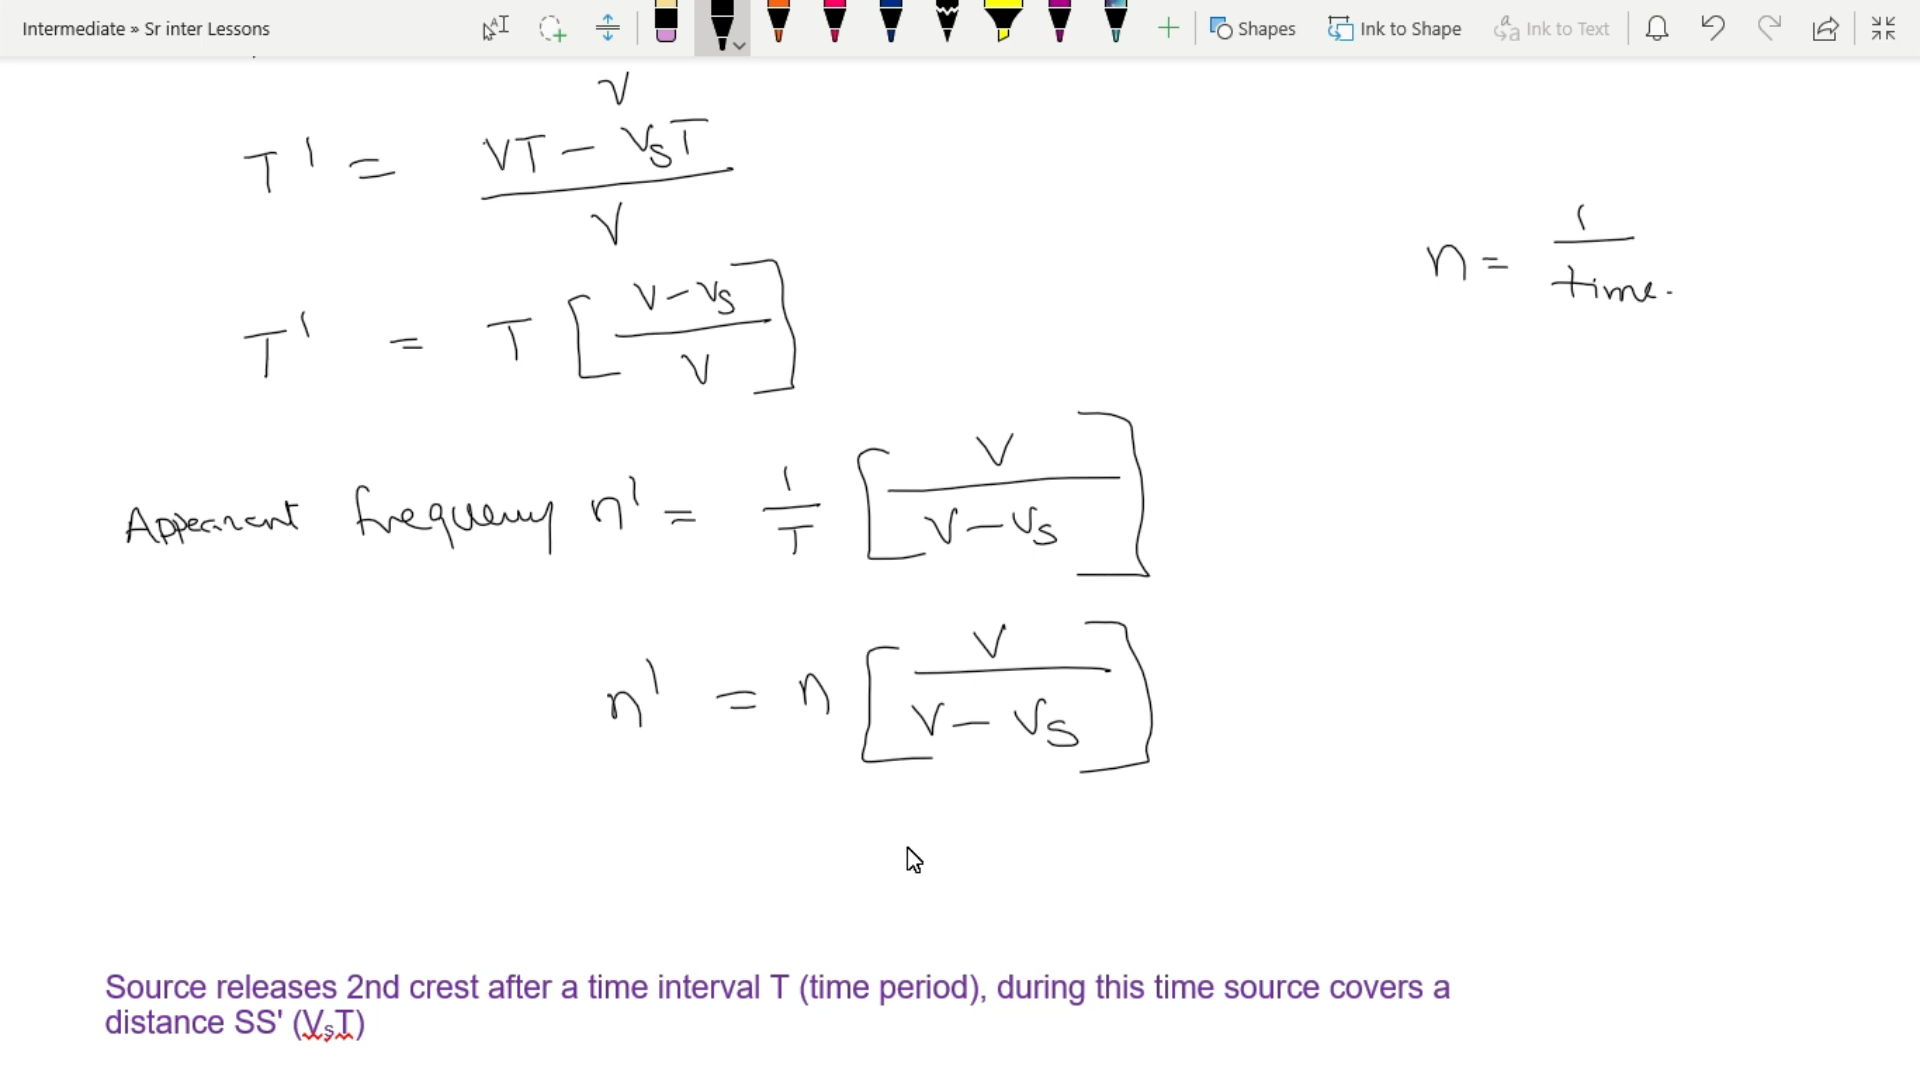 Intermediate » Sr inter Lessons
Shapes
Ink to Shape
Ink to Text
V
T' = VT - VsT / V
n = 1 / time.
T' = T [ V - Vs / V ]
Appearent frequency n' = 1/T [ V / V - Vs ]
n' = n [ V / V - Vs ]
Source releases 2nd crest after a time interval T (time period), during this time source covers a
distance SS' (VsT)